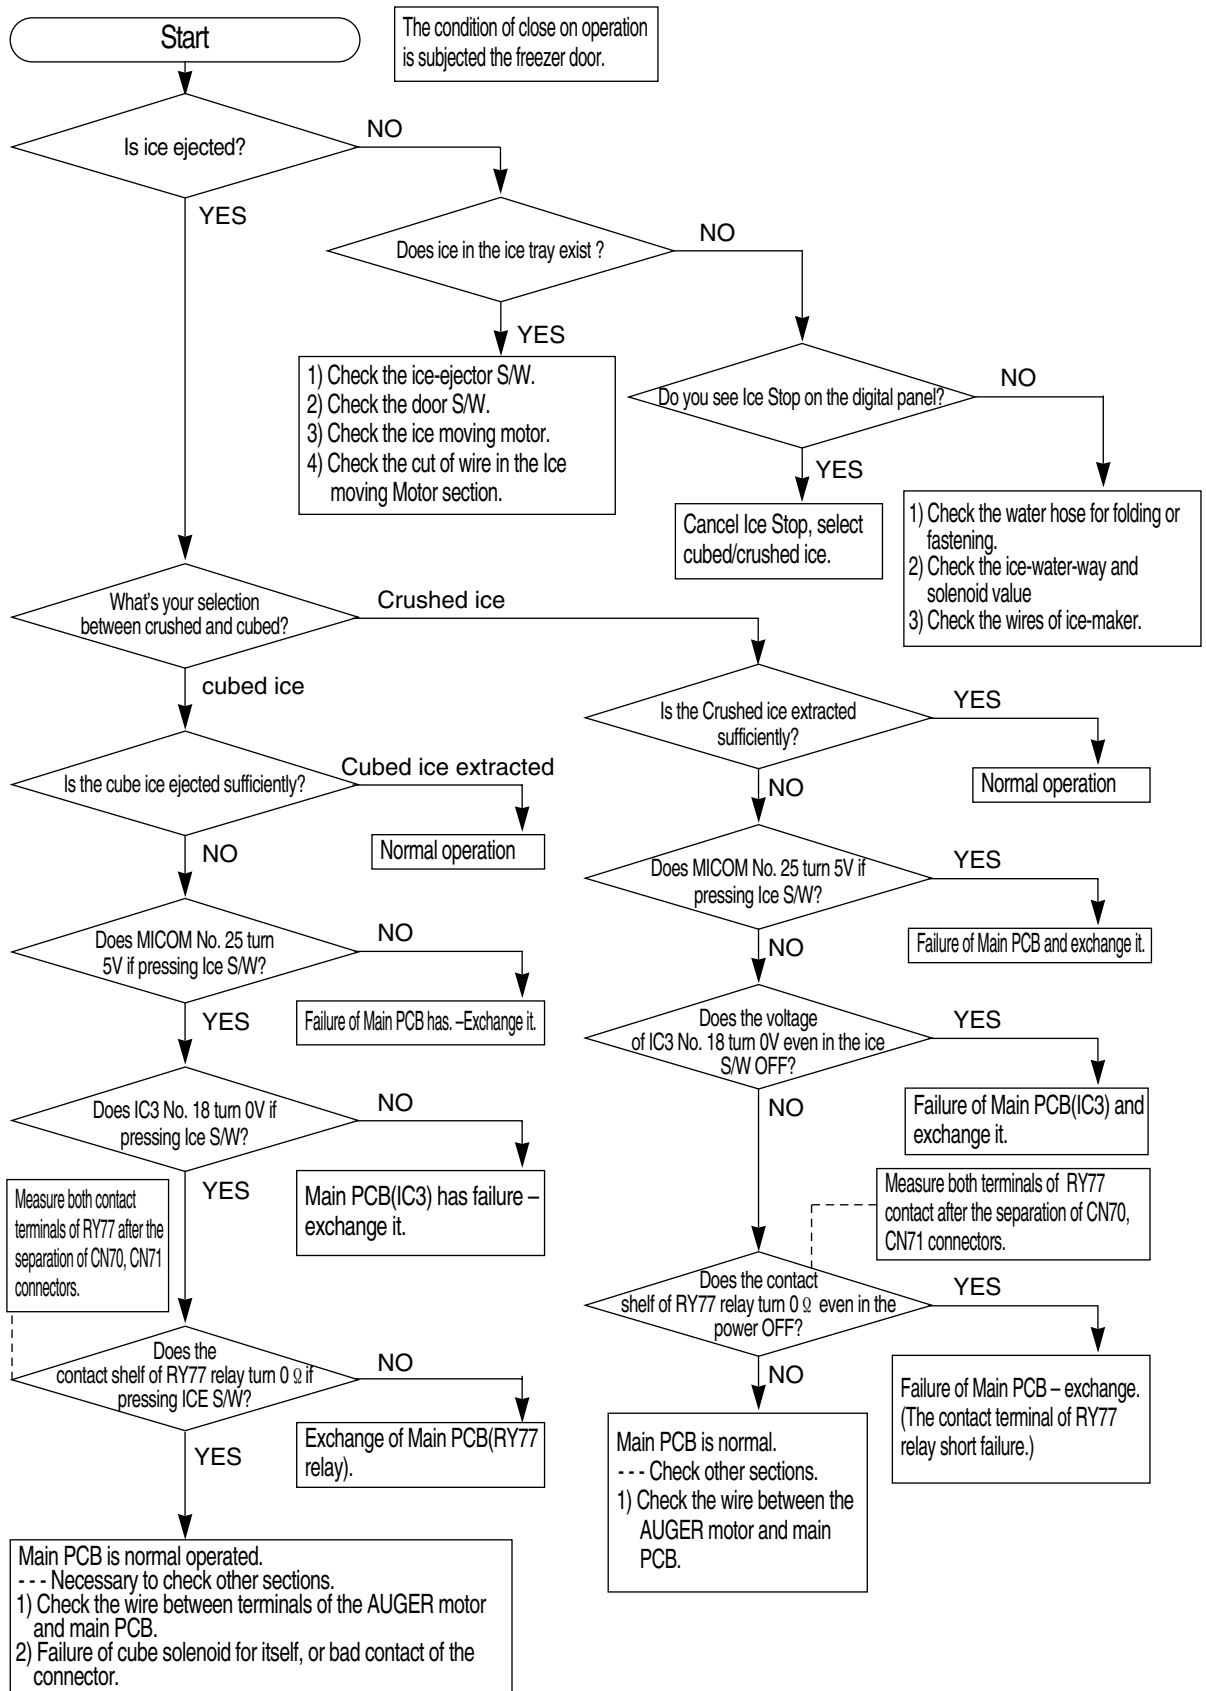 Start
The condition of close on operation
is subjected the freezer door.
Is ice ejected?
NO
YES
Does ice in the ice tray exist ?
NO
YES
1) Check the ice-ejector S/W.
2) Check the door S/W.
3) Check the ice moving motor.
4) Check the cut of wire in the Ice
moving Motor section.
Do you see Ice Stop on the digital panel?
NO
YES
Cancel Ice Stop, select
cubed/crushed ice.
1) Check the water hose for folding or
fastening.
2) Check the ice-water-way and
solenoid value
3) Check the wires of ice-maker.
What's your selection
between crushed and cubed?
Crushed ice
cubed ice
Is the cube ice ejected sufficiently?
Cubed ice extracted
Normal operation
NO
Does MICOM No. 25 turn
5V if pressing Ice S/W?
NO
Failure of Main PCB has. –Exchange it.
YES
Does IC3 No. 18 turn 0V if
pressing Ice S/W?
NO
Main PCB(IC3) has failure –
exchange it.
YES
Measure both contact
terminals of RY77 after the
separation of CN70, CN71
connectors.
Does the
contact shelf of RY77 relay turn 0 Ω if
pressing ICE S/W?
NO
Exchange of Main PCB(RY77
relay).
YES
Main PCB is normal operated.
- - - Necessary to check other sections.
1) Check the wire between terminals of the AUGER motor
and main PCB.
2) Failure of cube solenoid for itself, or bad contact of the
connector.
Is the Crushed ice extracted
sufficiently?
YES
Normal operation
NO
Does MICOM No. 25 turn 5V if
pressing Ice S/W?
YES
Failure of Main PCB and exchange it.
NO
Does the voltage
of IC3 No. 18 turn 0V even in the ice
S/W OFF?
YES
Failure of Main PCB(IC3) and
exchange it.
NO
Measure both terminals of RY77
contact after the separation of CN70,
CN71 connectors.
Does the contact
shelf of RY77 relay turn 0 Ω even in the
power OFF?
YES
Failure of Main PCB – exchange.
(The contact terminal of RY77
relay short failure.)
NO
Main PCB is normal.
- - - Check other sections.
1) Check the wire between the
AUGER motor and main
PCB.